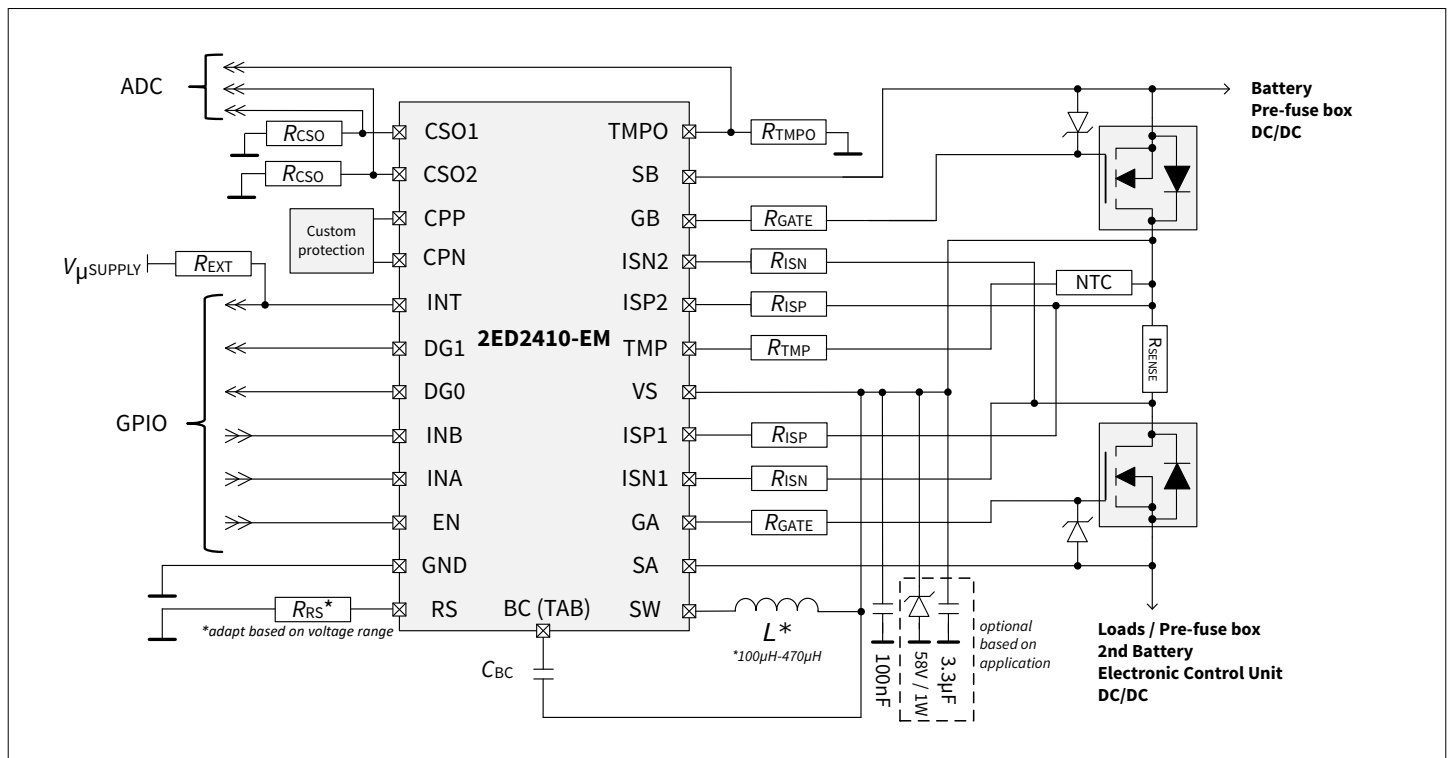 ADC
RCSO
RCSO
Custom
protection
VμSUPPLY
REXT
GPIO
RRS*
*adapt based on voltage range
CSO1
CSO2
CPP
CPN
INT
DG1
DG0
INB
INA
EN
GND
RS
2ED2410-EM
BC (TAB)
TMPO
SB
GB
ISN2
ISP2
TMP
VS
ISP1
ISN1
GA
SA
SW
RTMPO
RGATE
RISN
RISP
RTMP
RISP
RISN
RGATE
NTC
RSENSE
L*
*100μH-470μH
CBC
100nF
58V / 1W
3.3μF
optional
based on
application
Battery
Pre-fuse box
DC/DC
Loads / Pre-fuse box
2nd Battery
Electronic Control Unit
DC/DC